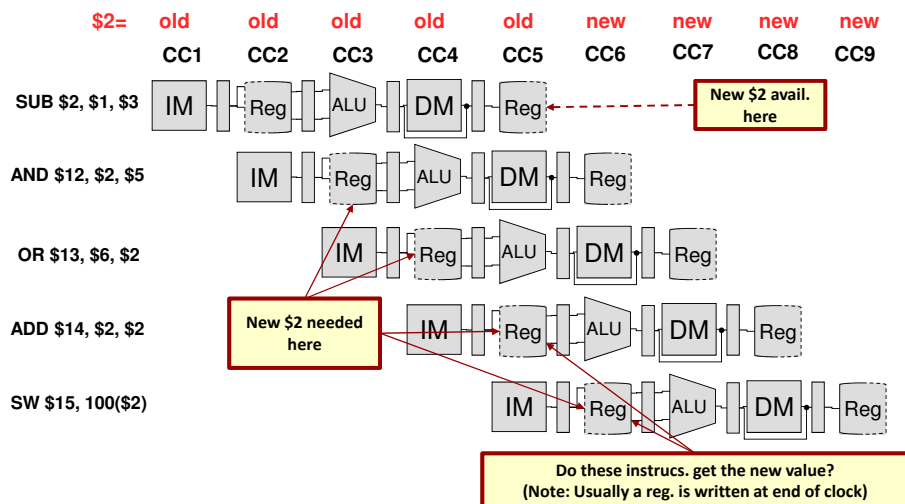 $2= old old old old old new new new new
CC1 CC2 CC3 CC4 CC5 CC6 CC7 CC8 CC9
SUB $2, $1, $3 IM Reg ALU DM Reg
New $2 avail.
here
AND $12, $2, $5 IM Reg ALU DM Reg
OR $13, $6, $2 IM Reg ALU DM Reg
New $2 needed
here
ADD $14, $2, $2 IM Reg ALU DM Reg
SW $15, 100($2) IM Reg ALU DM Reg
Do these instrucs. get the new value?
(Note: Usually a reg. is written at end of clock)